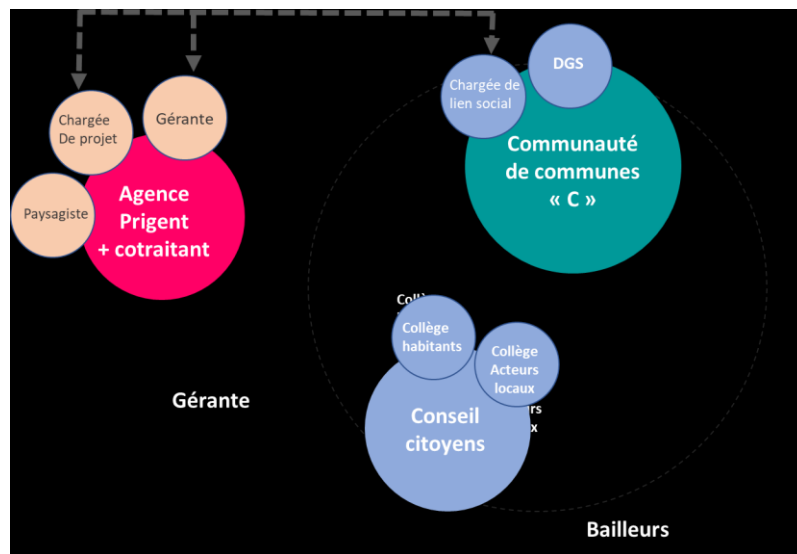 DGS
Chargée de
lien social
Communauté
de communes
« C »
Chargée
De projet
Gérante
Paysagiste
Agence
Prigent
+ cotraitant
Collège
habitants
Collège
Acteurs
locaux
Gérante
Conseil
citoyens
Bailleurs